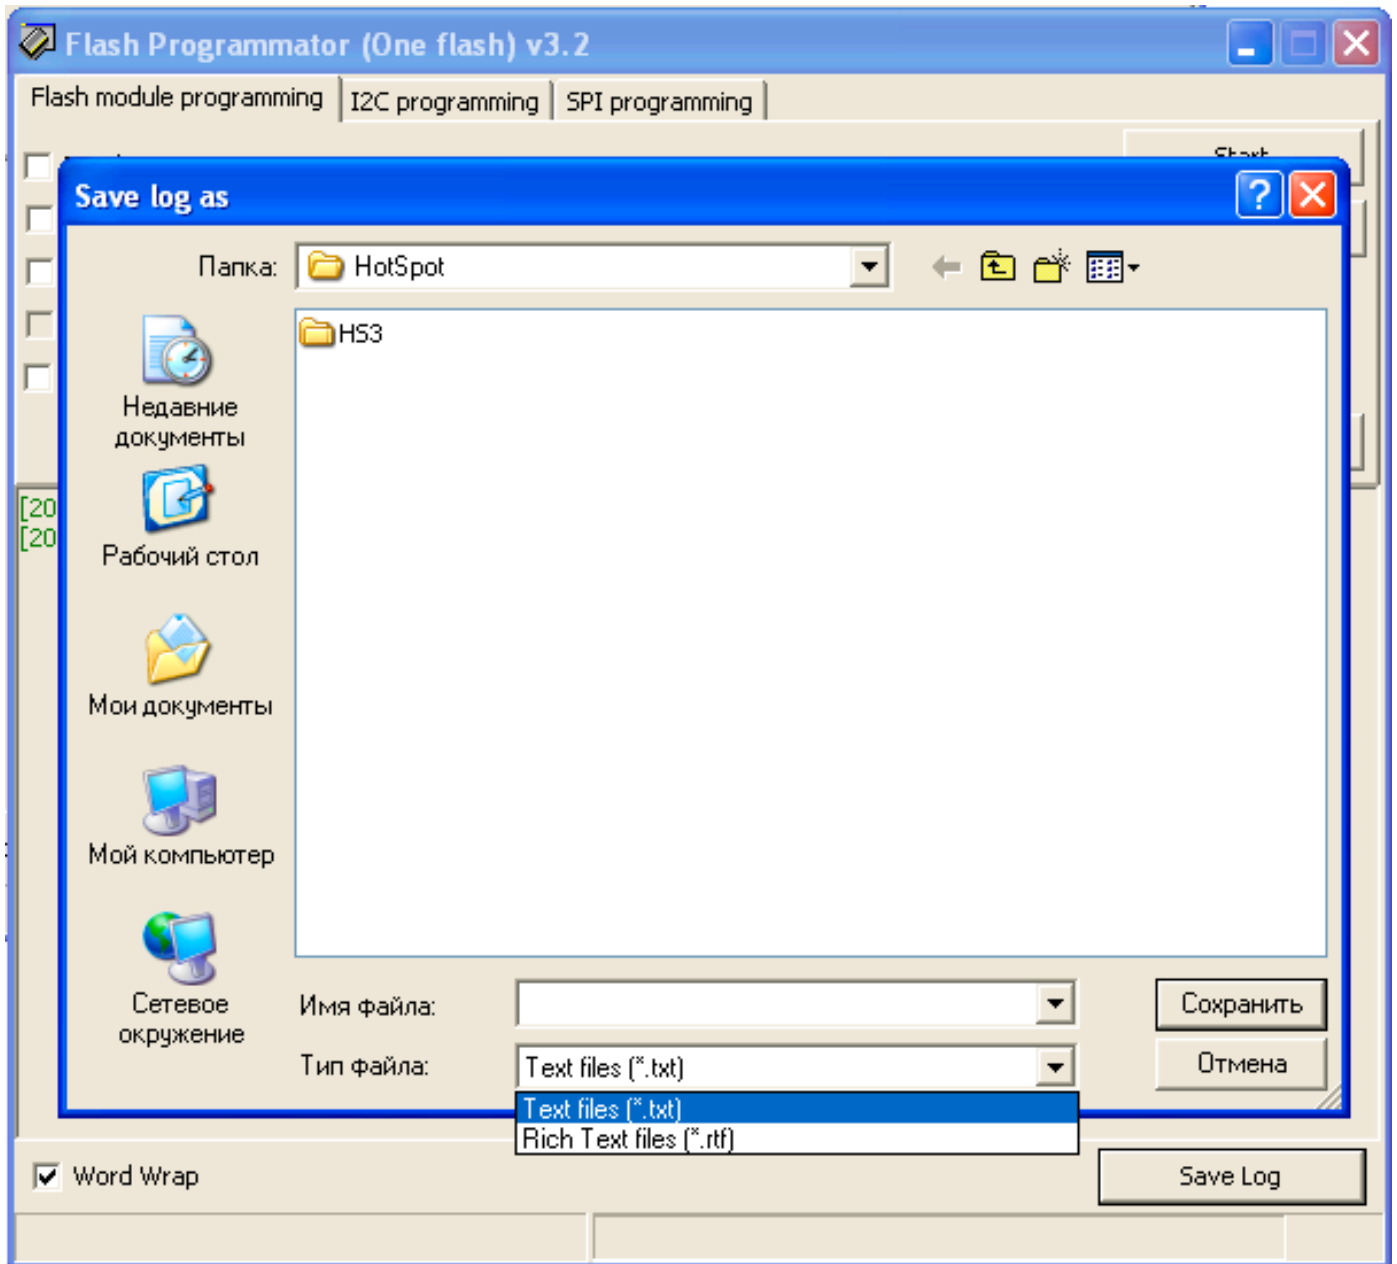 Flash Programmator (One flash) v3.2
Flash module programming
I2C programming
SPI programming
Start
Save log as
Папка:
HotSpot
HS3
Недавние
документы
[20
[20
Рабочий стол
Мои документы
Мой компьютер
Сетевое
окружение
Имя файла:
Сохранить
Тип файла:
Text files (*.txt)
Отмена
Text files (*.txt)
Rich Text files (*.rtf)
Word Wrap
Save Log